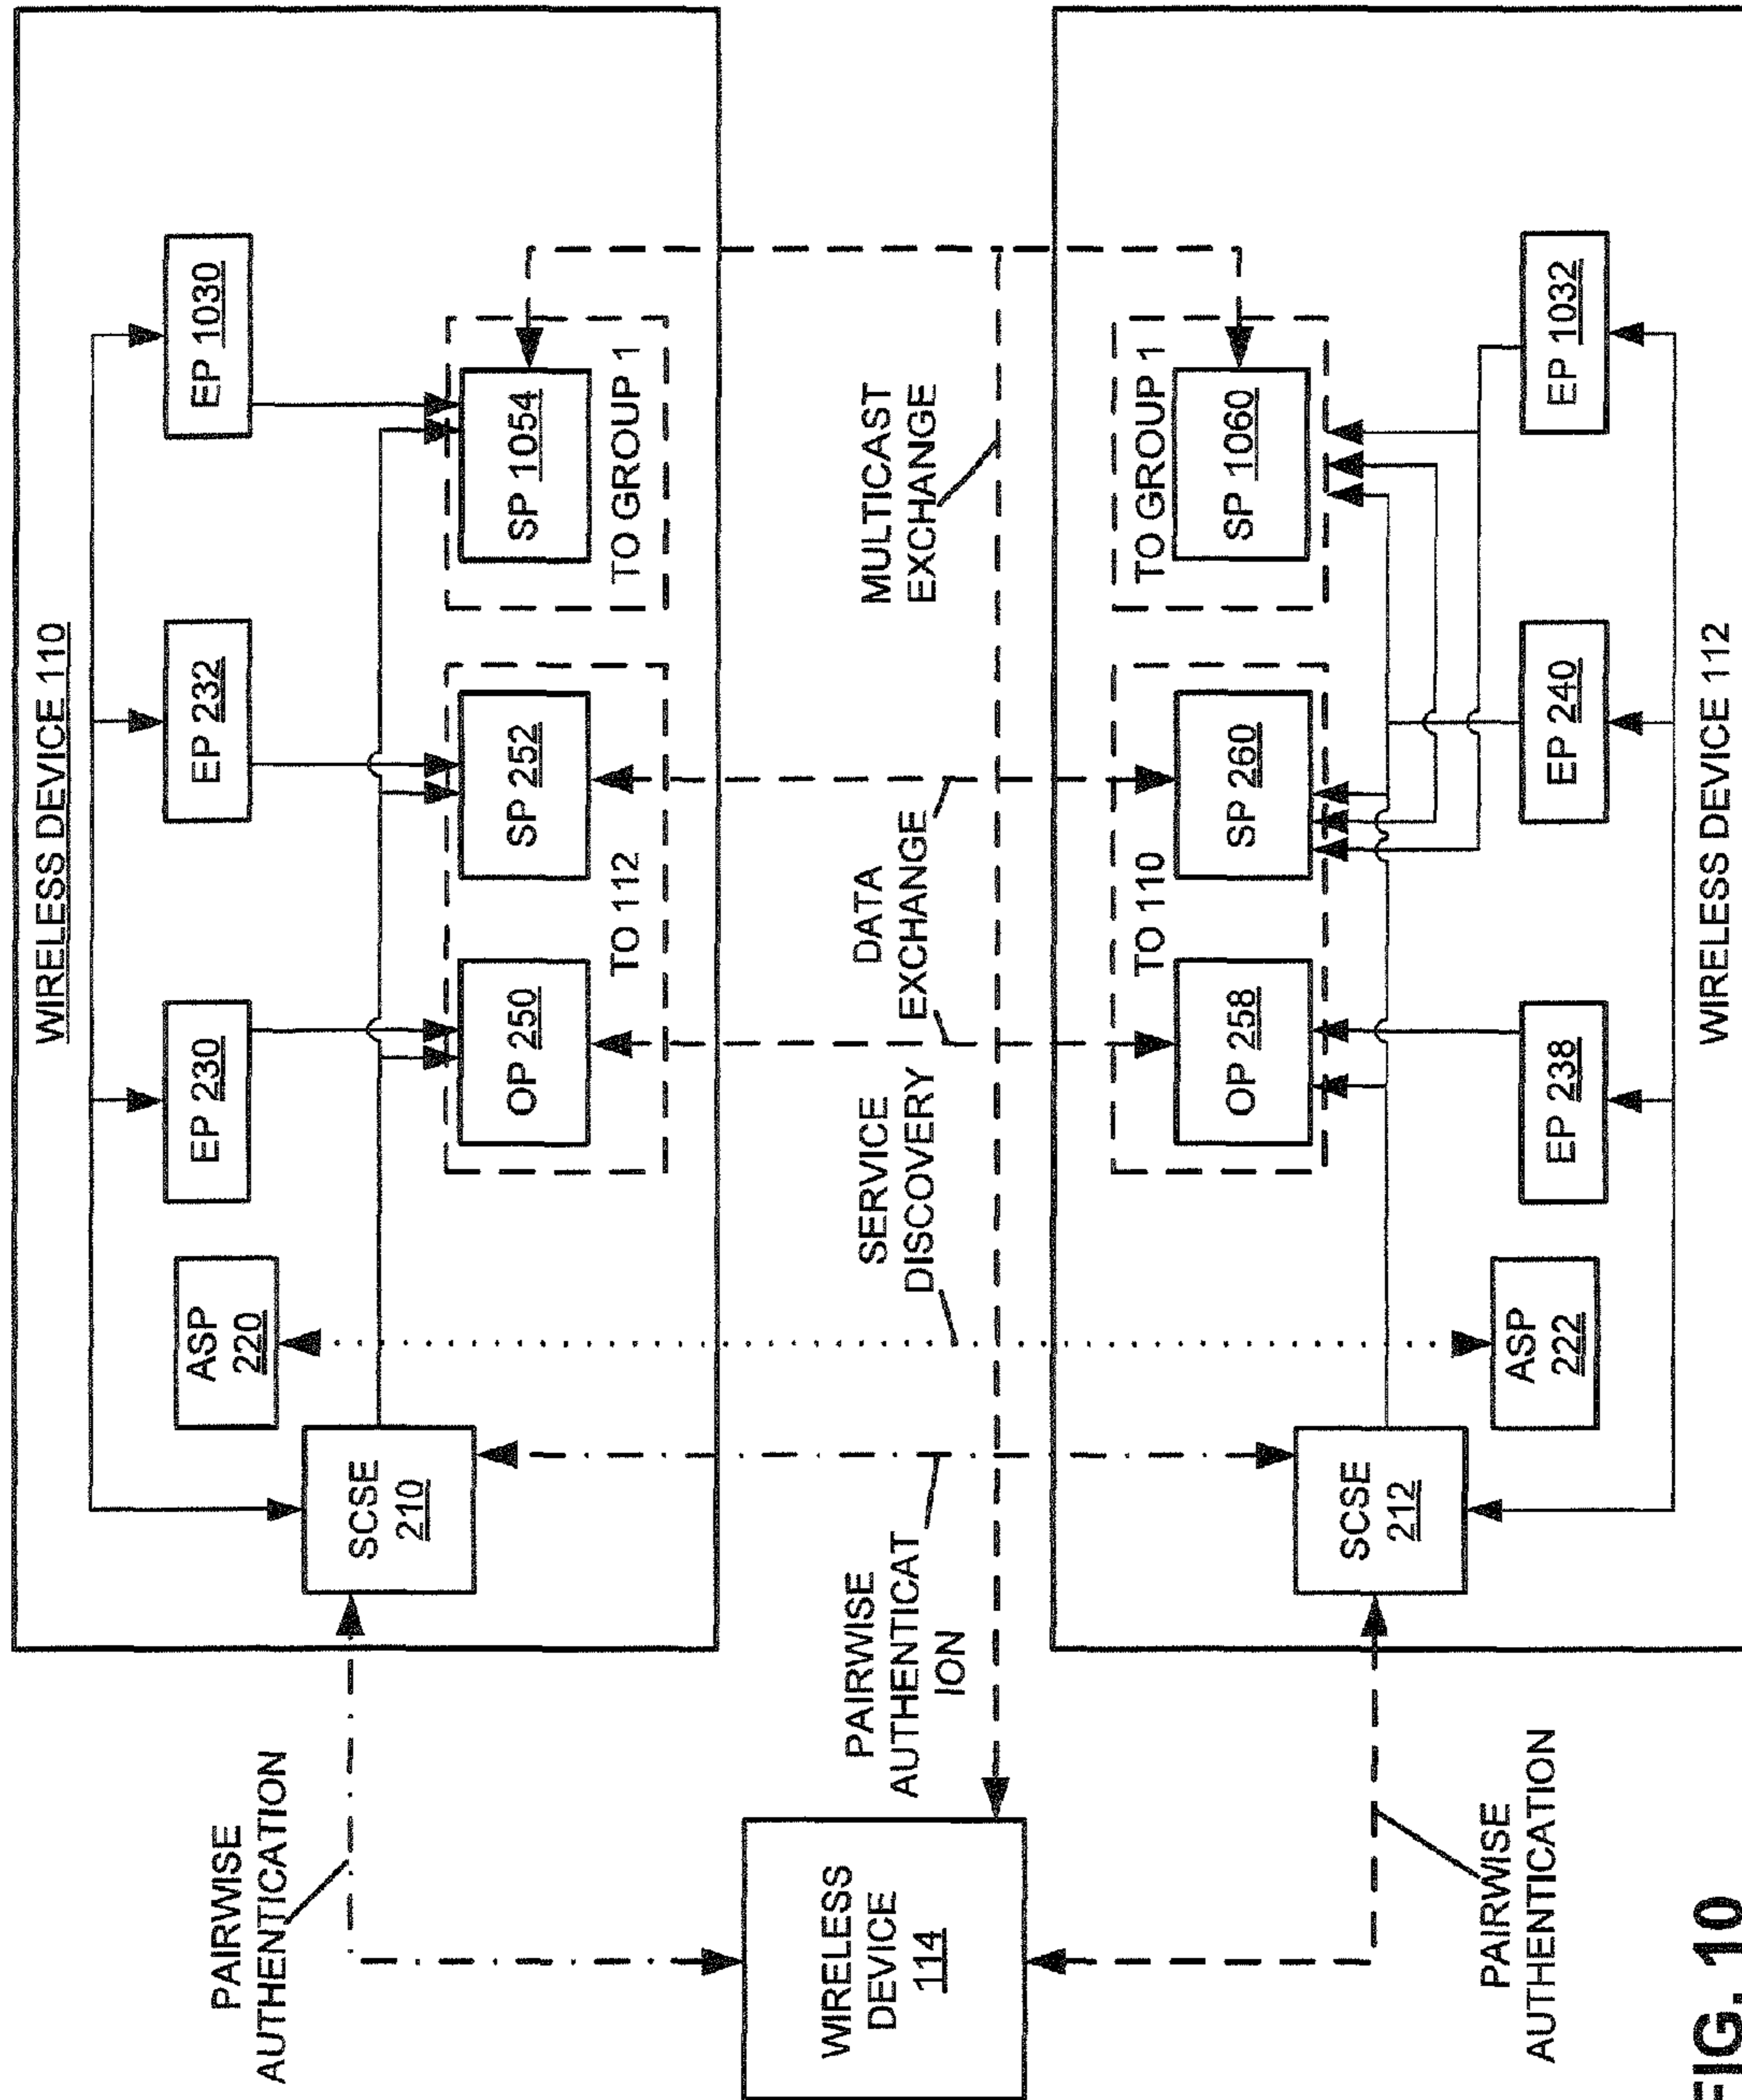 WIRELESS DEVICE 110
EP 230
EP 232
EP 1030
ASP
220
SCSE
210
OP 250
SP 252
TO 112
SP 1054
TO GROUP 1
PAIRWISE
AUTHENTICATION
WIRELESS
DEVICE
114
PAIRWISE
AUTHENTICAT
ION
SERVICE
DISCOVERY
DATA
EXCHANGE
MULTICAST
EXCHANGE
PAIRWISE
AUTHENTICATION
TO 110
TO GROUP 1
OP 258
SP 260
SP 1060
SCSE
212
ASP
222
EP 238
EP 240
EP 1032
WIRELESS DEVICE 112
FIG. 10